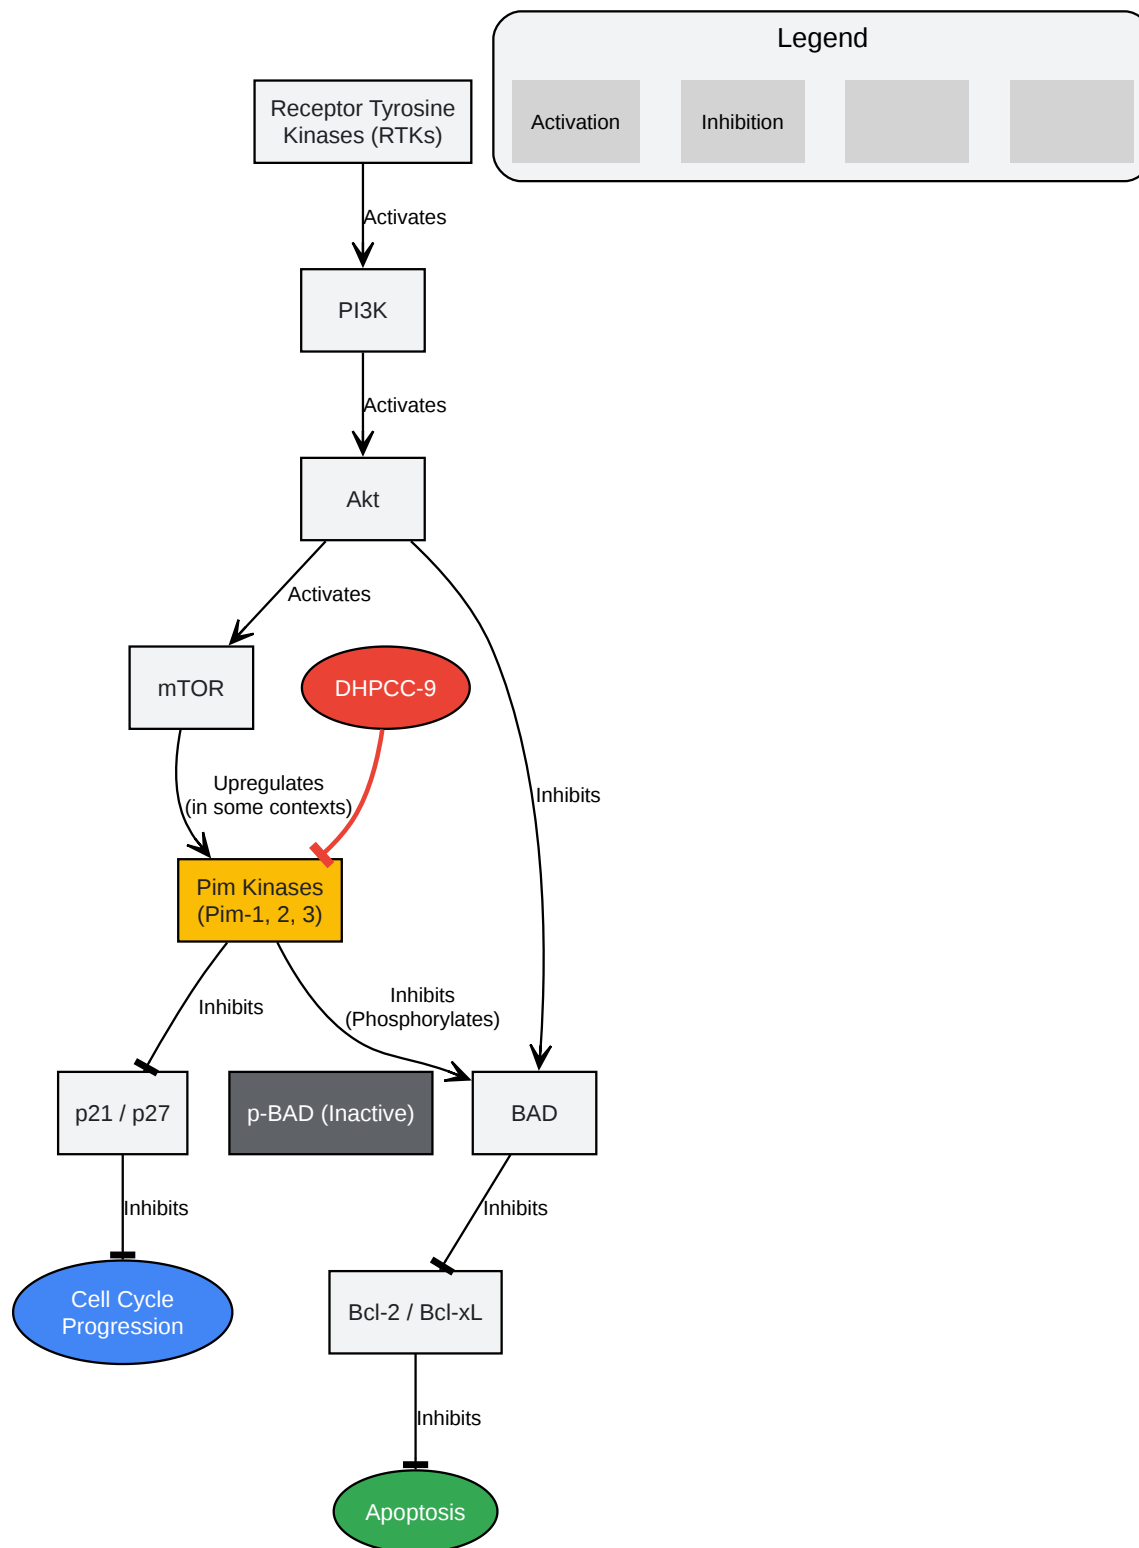 Legend
Activation
Inhibition
Receptor Tyrosine
Kinases (RTKs)
Activates
PI3K
Activates
Akt
Activates
mTOR
DHPCC-9
Upregulates
(in some contexts)
Inhibits
Pim Kinases
(Pim-1, 2, 3)
Inhibits
Inhibits
(Phosphorylates)
p21 / p27
p-BAD (Inactive)
BAD
Inhibits
Inhibits
Cell Cycle
Progression
Bcl-2 / Bcl-xL
Inhibits
Apoptosis